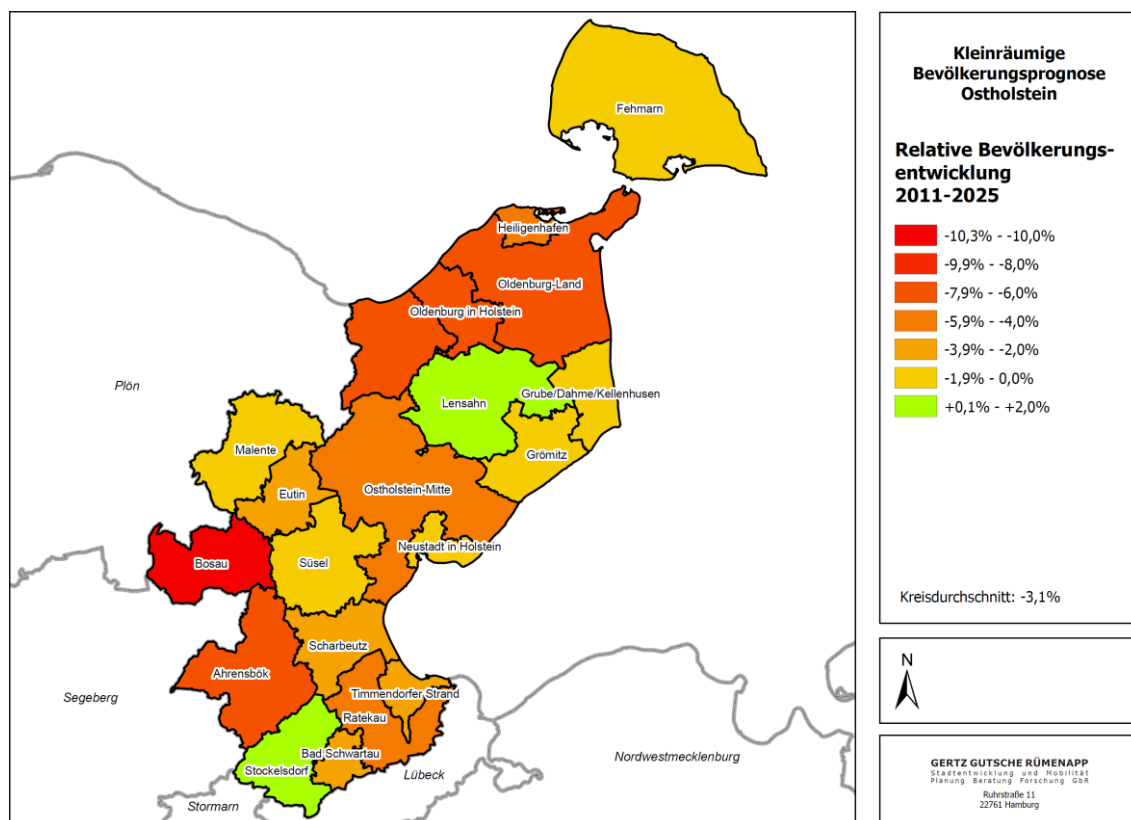 Fehmarn
Heiligenhafen
Oldenburg-Land
Oldenburg in Holstein
Plön
Lensahn
Grube/Dahme/Kellenhusen
Malente
Grömitz
Eutin
Ostholstein-Mitte
Neustadt in Holstein
Bosau
Süsel
Scharbeutz
Ahrensbök
Timmendorfer Strand
Segeberg
Ratekau
Bad Schwartau
Stockelsdorf
Lübeck
Nordwestmecklenburg
Stormarn
Kleinräumige
Bevölkerungsprognose
Ostholstein
Relative Bevölkerungs-
entwicklung
2011-2025
-10,3% - -10,0%
-9,9% - -8,0%
-7,9% - -6,0%
-5,9% - -4,0%
-3,9% - -2,0%
-1,9% - 0,0%
+0,1% - +2,0%
Kreisdurchschnitt: -3,1%
N
GERTZ GUTSCHE RÜMENAPP
Stadtentwicklung und Mobilität
Planung Beratung Forschung GbR
Ruhrstraße 11
22761 Hamburg